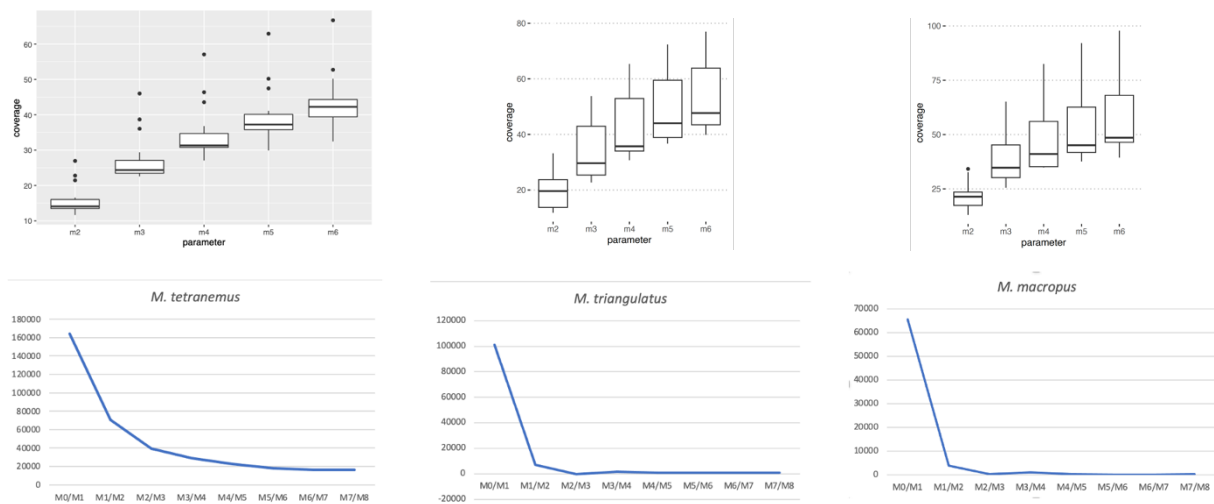 60
50
40
30
20
10
coverage
m2 m3 m4 m5 m6
parameter
80
60
40
20
coverage
m2 m3 m4 m5 m6
parameter
100
75
50
25
coverage
m2 m3 m4 m5 m6
parameter
M. tetranemus
180000
160000
140000
120000
100000
80000
60000
40000
20000
0
M0/M1 M1/M2 M2/M3 M3/M4 M4/M5 M5/M6 M6/M7 M7/M8
M. triangulatus
120000
100000
80000
60000
40000
20000
0
-20000
M0/M1 M1/M2 M2/M3 M3/M4 M4/M5 M5/M6 M6/M7 M7/M8
M. macropus
70000
60000
50000
40000
30000
20000
10000
0
M0/M1 M1/M2 M2/M3 M3/M4 M4/M5 M5/M6 M6/M7 M7/M8